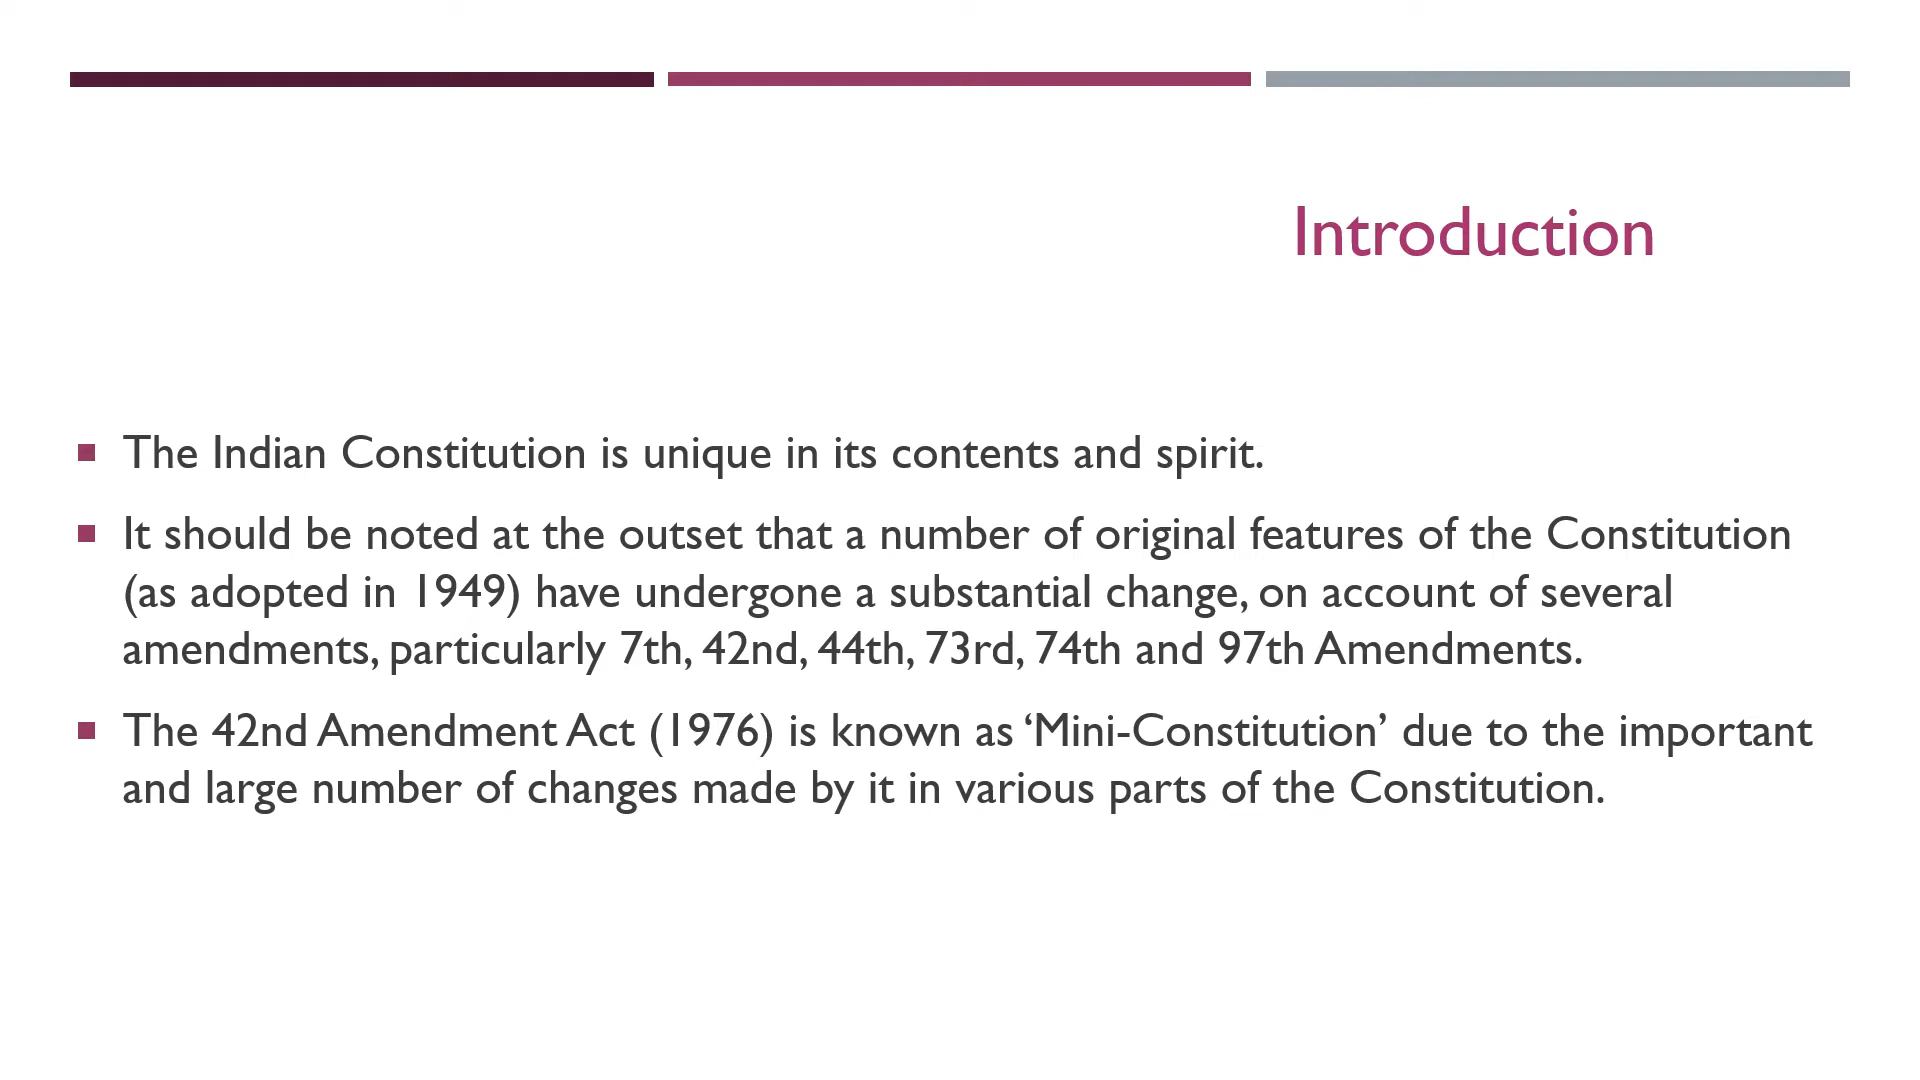 Introduction
The Indian Constitution is unique in its contents and spirit.
It should be noted at the outset that a number of original features of the Constitution
(as adopted in 1949) have undergone a substantial change, on account of several
amendments, particularly 7th, 42nd, 44th, 73rd, 74th and 97th Amendments.
The 42nd Amendment Act (1976) is known as ‘Mini-Constitution’ due to the important
and large number of changes made by it in various parts of the Constitution.